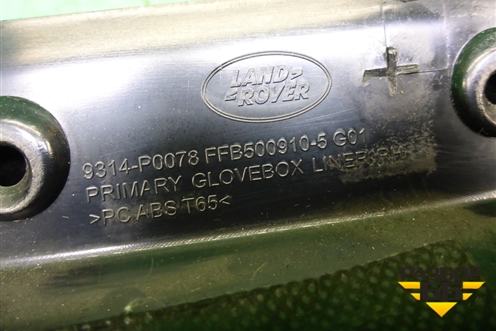 LAND
ROVER
9314-P0078 FFB500910-5 G01
PRIMARY GLOVEBOX LINER
>PC ABS T65<